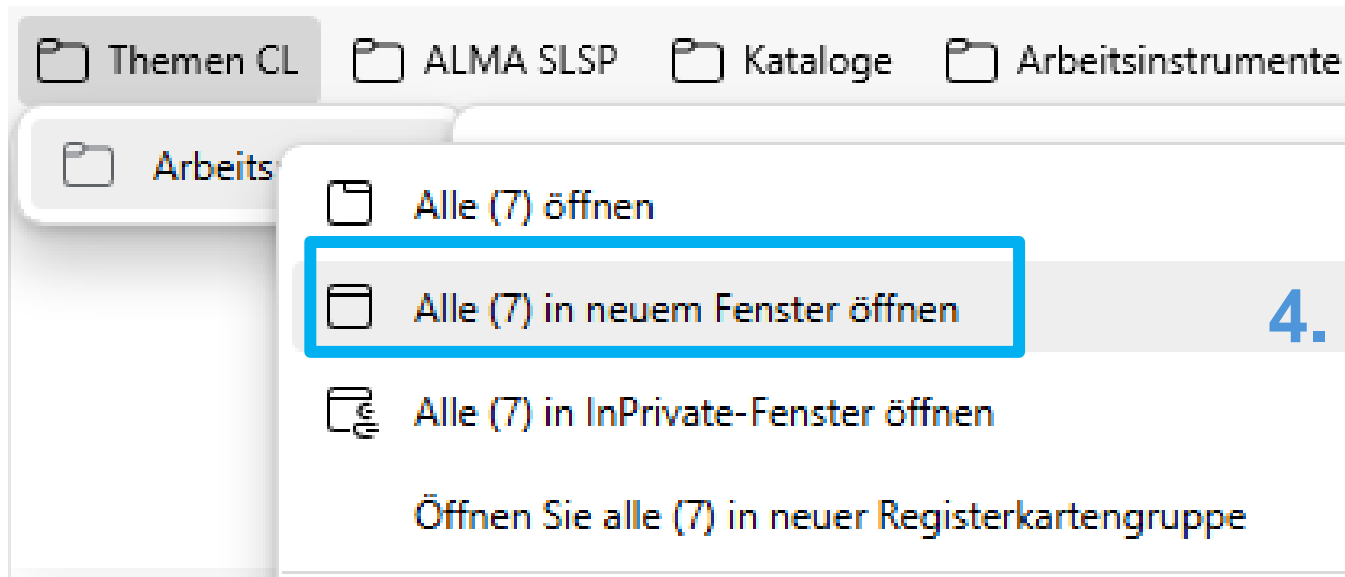 Themen CL ALMA SLSP Kataloge Arbeitsinstrumente
Arbeits
Alle (7) öffnen
Alle (7) in neuem Fenster öffnen 4.
Alle (7) in InPrivate-Fenster öffnen
Öffnen Sie alle (7) in neuer Registerkartengruppe